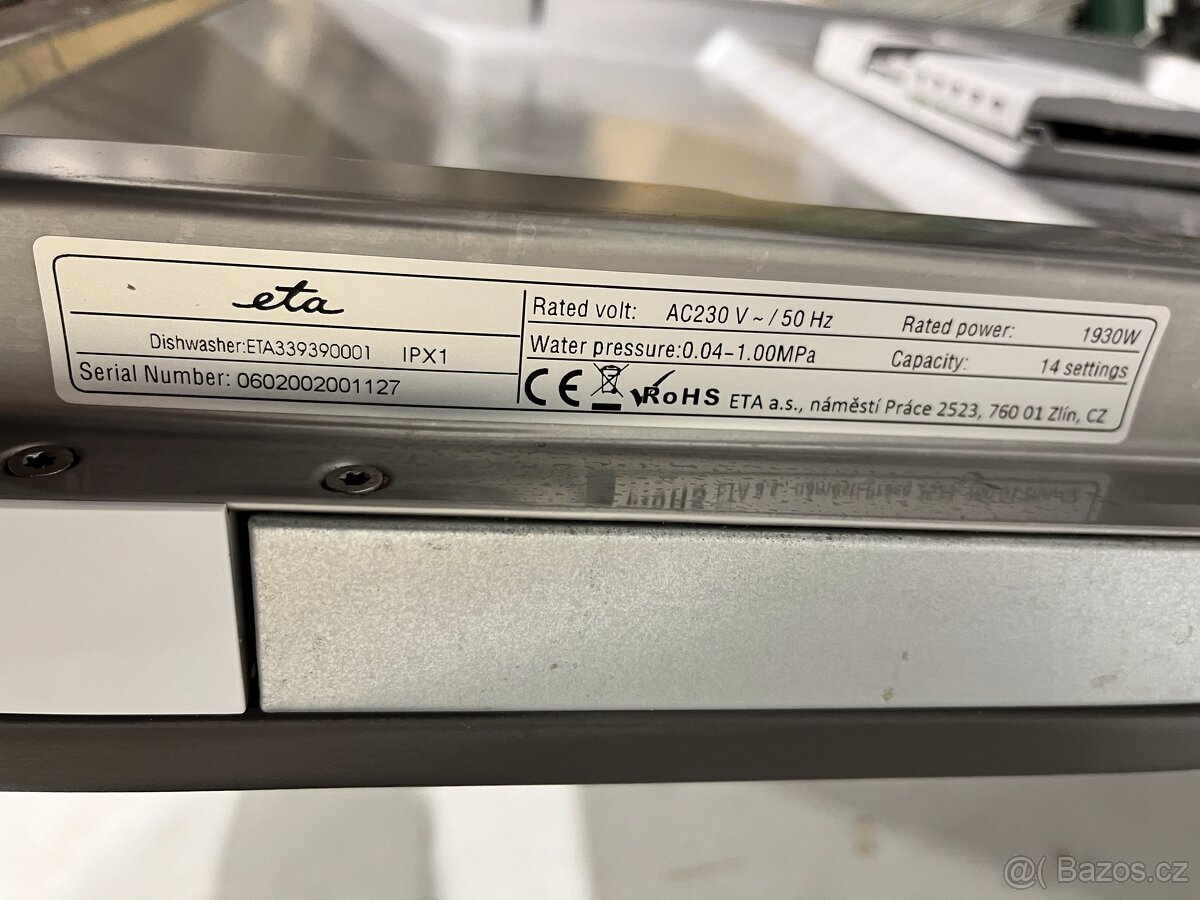 eta
Dishwasher:ETA339390001 IPX1
Serial Number: 0602002001127
Rated volt: AC230 V ~ / 50 Hz Rated power: 1930W
Water pressure:0.04-1.00MPa Capacity: 14 settings
CE RoHS ETA a.s., náměstí Práce 2523, 760 01 Zlín, CZ
@( Bazos.cz